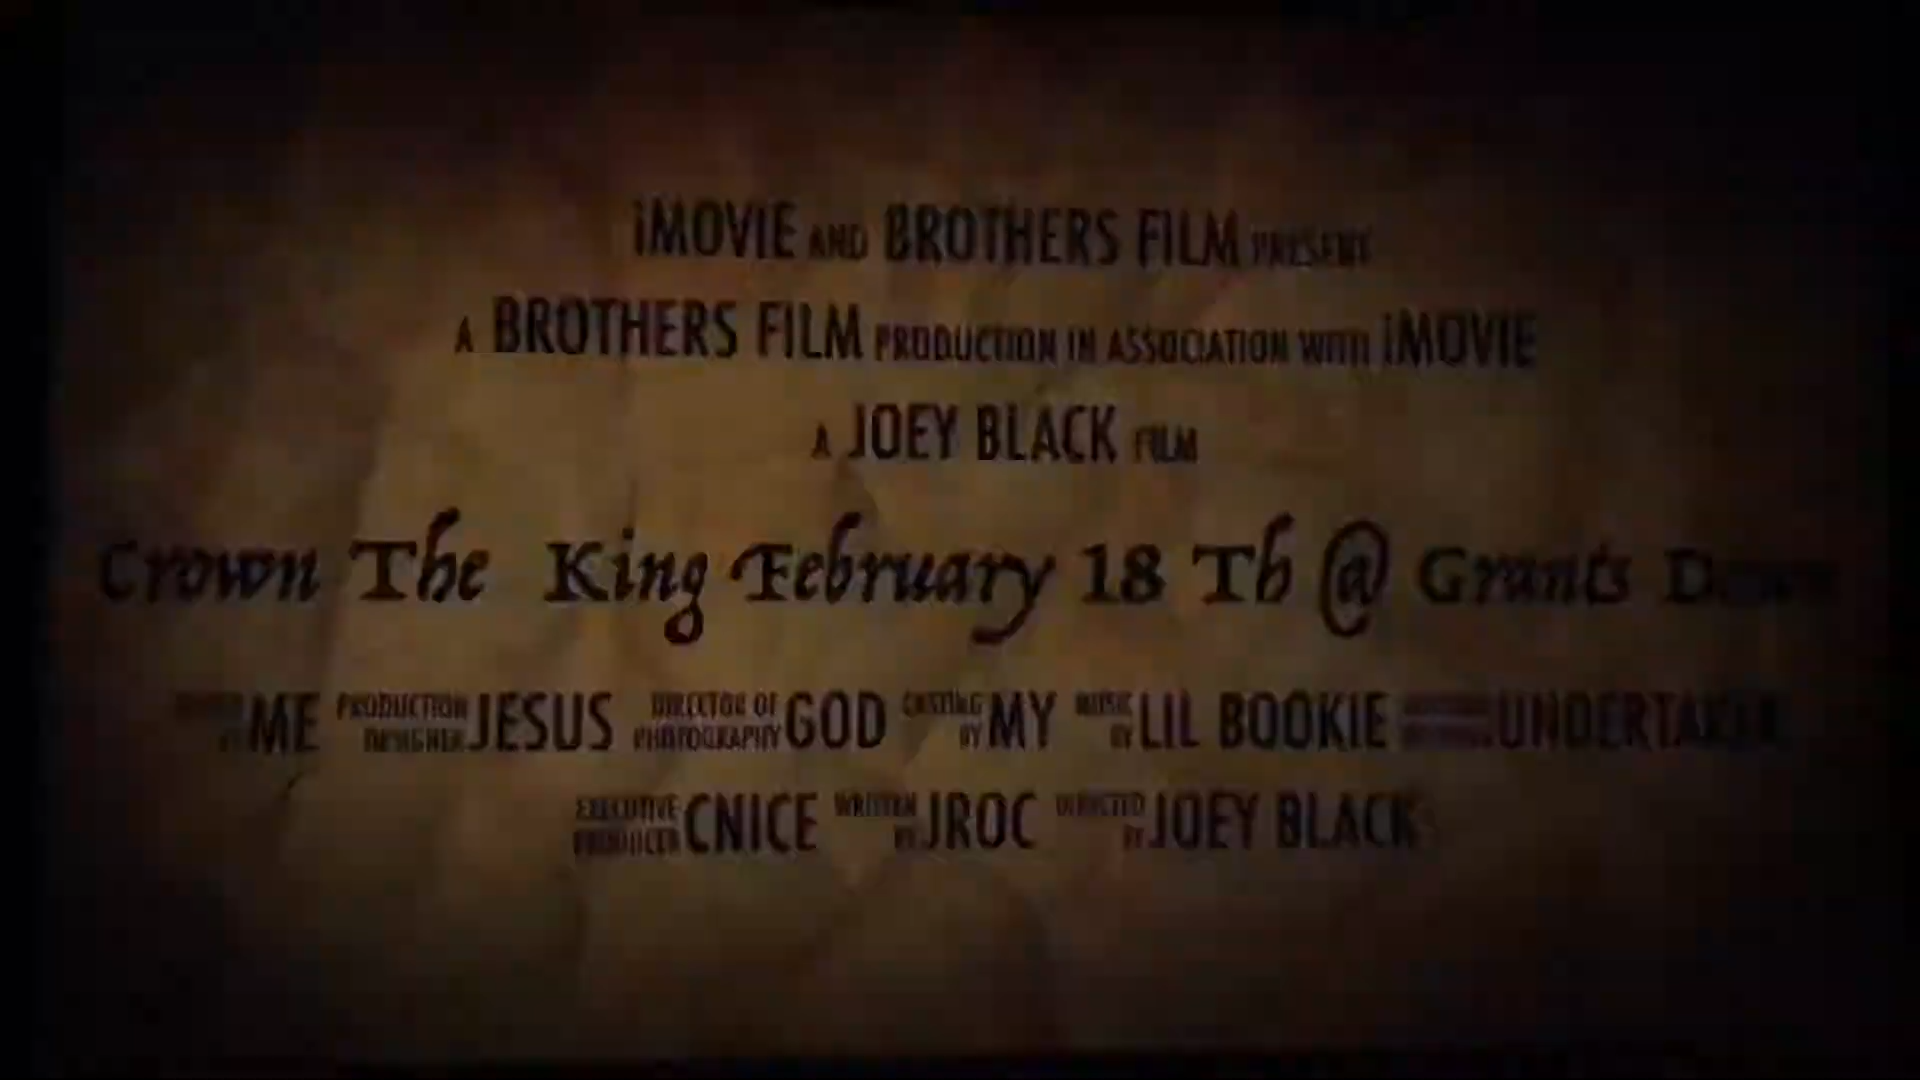 iMOVIE AND BROTHERS FILM PRESENT
A BROTHERS FILM PRODUCTION IN ASSOCIATION WITH iMOVIE
A JOEY BLACK FILM
Crown The King February 18 Th @ Grants
ME PRODUCTION DESIGNER JESUS DIRECTOR OF PHOTOGRAPHY GOD CASTING BY MY MUSIC BY LIL BOOKIE UNDERTAKER
EXECUTIVE PRODUCER CNICE WRITTEN BY JROC DIRECTED BY JOEY BLACK